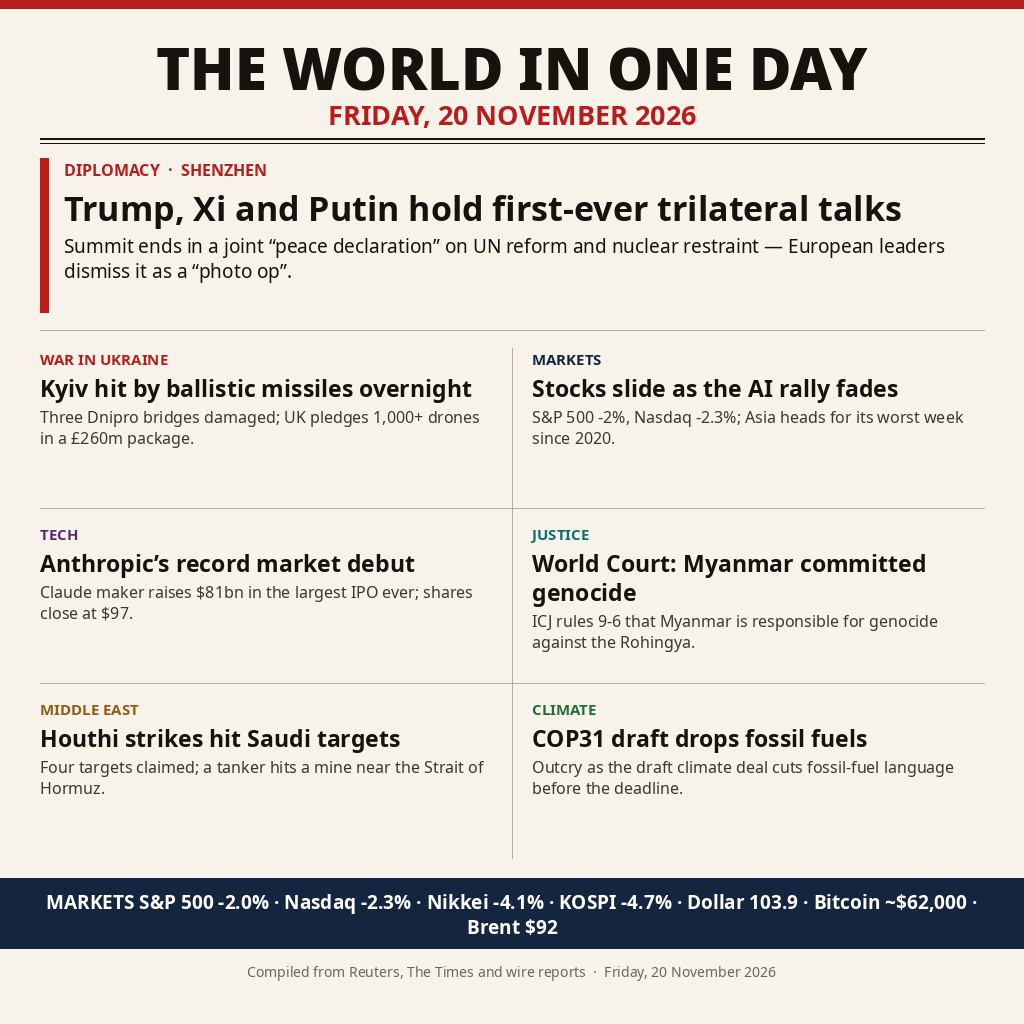 THE WORLD IN ONE DAY
FRIDAY, 20 NOVEMBER 2026
DIPLOMACY · SHENZHEN
Trump, Xi and Putin hold first-ever trilateral talks
Summit ends in a joint “peace declaration” on UN reform and nuclear restraint — European leaders
dismiss it as a “photo op”.
WAR IN UKRAINE
Kyiv hit by ballistic missiles overnight
Three Dnipro bridges damaged; UK pledges 1,000+ drones
in a £260m package.
MARKETS
Stocks slide as the AI rally fades
S&P 500 -2%, Nasdaq -2.3%; Asia heads for its worst week
since 2020.
TECH
Anthropic’s record market debut
Claude maker raises $81bn in the largest IPO ever; shares
close at $97.
JUSTICE
World Court: Myanmar committed
genocide
ICJ rules 9-6 that Myanmar is responsible for genocide
against the Rohingya.
MIDDLE EAST
Houthi strikes hit Saudi targets
Four targets claimed; a tanker hits a mine near the Strait of
Hormuz.
CLIMATE
COP31 draft drops fossil fuels
Outcry as the draft climate deal cuts fossil-fuel language
before the deadline.
MARKETS S&P 500 -2.0% · Nasdaq -2.3% · Nikkei -4.1% · KOSPI -4.7% · Dollar 103.9 · Bitcoin ~$62,000 ·
Brent $92
Compiled from Reuters, The Times and wire reports · Friday, 20 November 2026